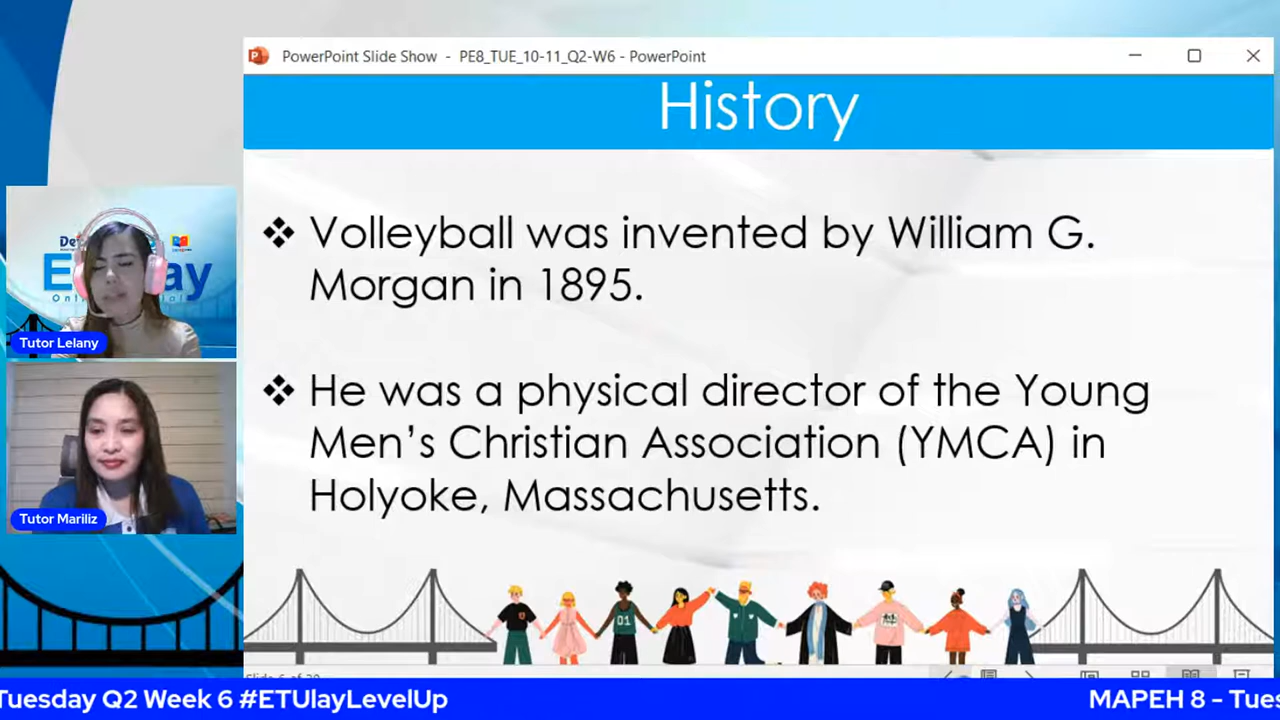 PowerPoint Slide Show - PE8_TUE_10-11_Q2-W6 - PowerPoint
History
❖ Volleyball was invented by William G.
Morgan in 1895.
❖ He was a physical director of the Young
Men’s Christian Association (YMCA) in
Holyoke, Massachusetts.
Tutor Lelany
Tutor Mariliz
01
Tuesday Q2 Week 6 #ETUlayLevelUp
MAPEH 8 - Tues